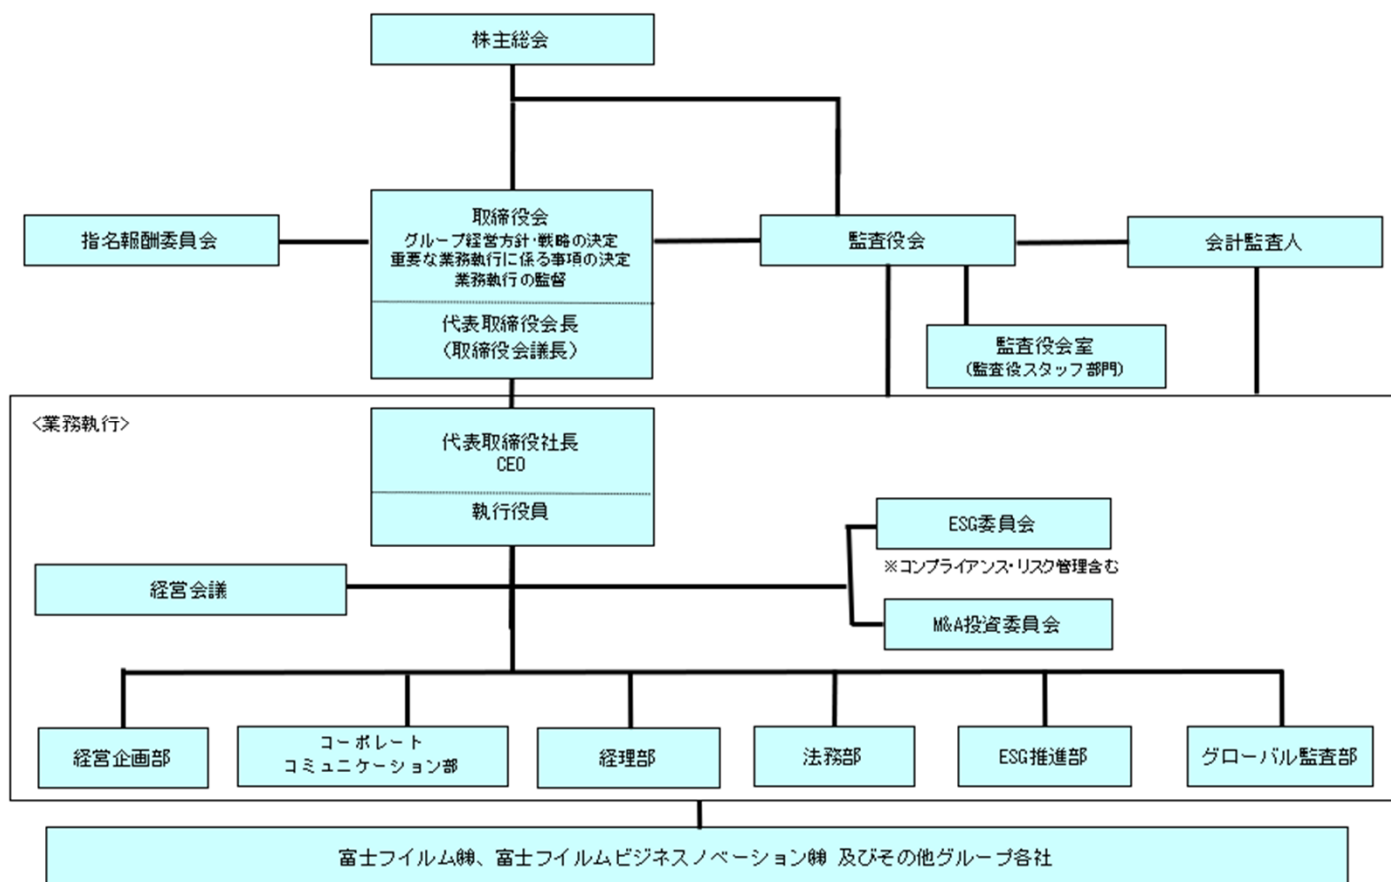 株主総会
指名報酬委員会
取締役会
グループ経営方針・戦略の決定
重要な業務執行に係る事項の決定
業務執行の監督
代表取締役会長
(取締役会議長)
監査役会
会計監査人
監査役会室
(監査役スタッフ部門)
<業務執行>
代表取締役社長
CEO
執行役員
経営会議
ESG委員会
※コンプライアンス・リスク管理含む
M&A投資委員会
経営企画部
コーポレート
コミュニケーション部
経理部
法務部
ESG推進部
グローバル監査部
富士フイルム㈱、富士フイルムビジネスノベーション㈱ 及びその他グループ各社